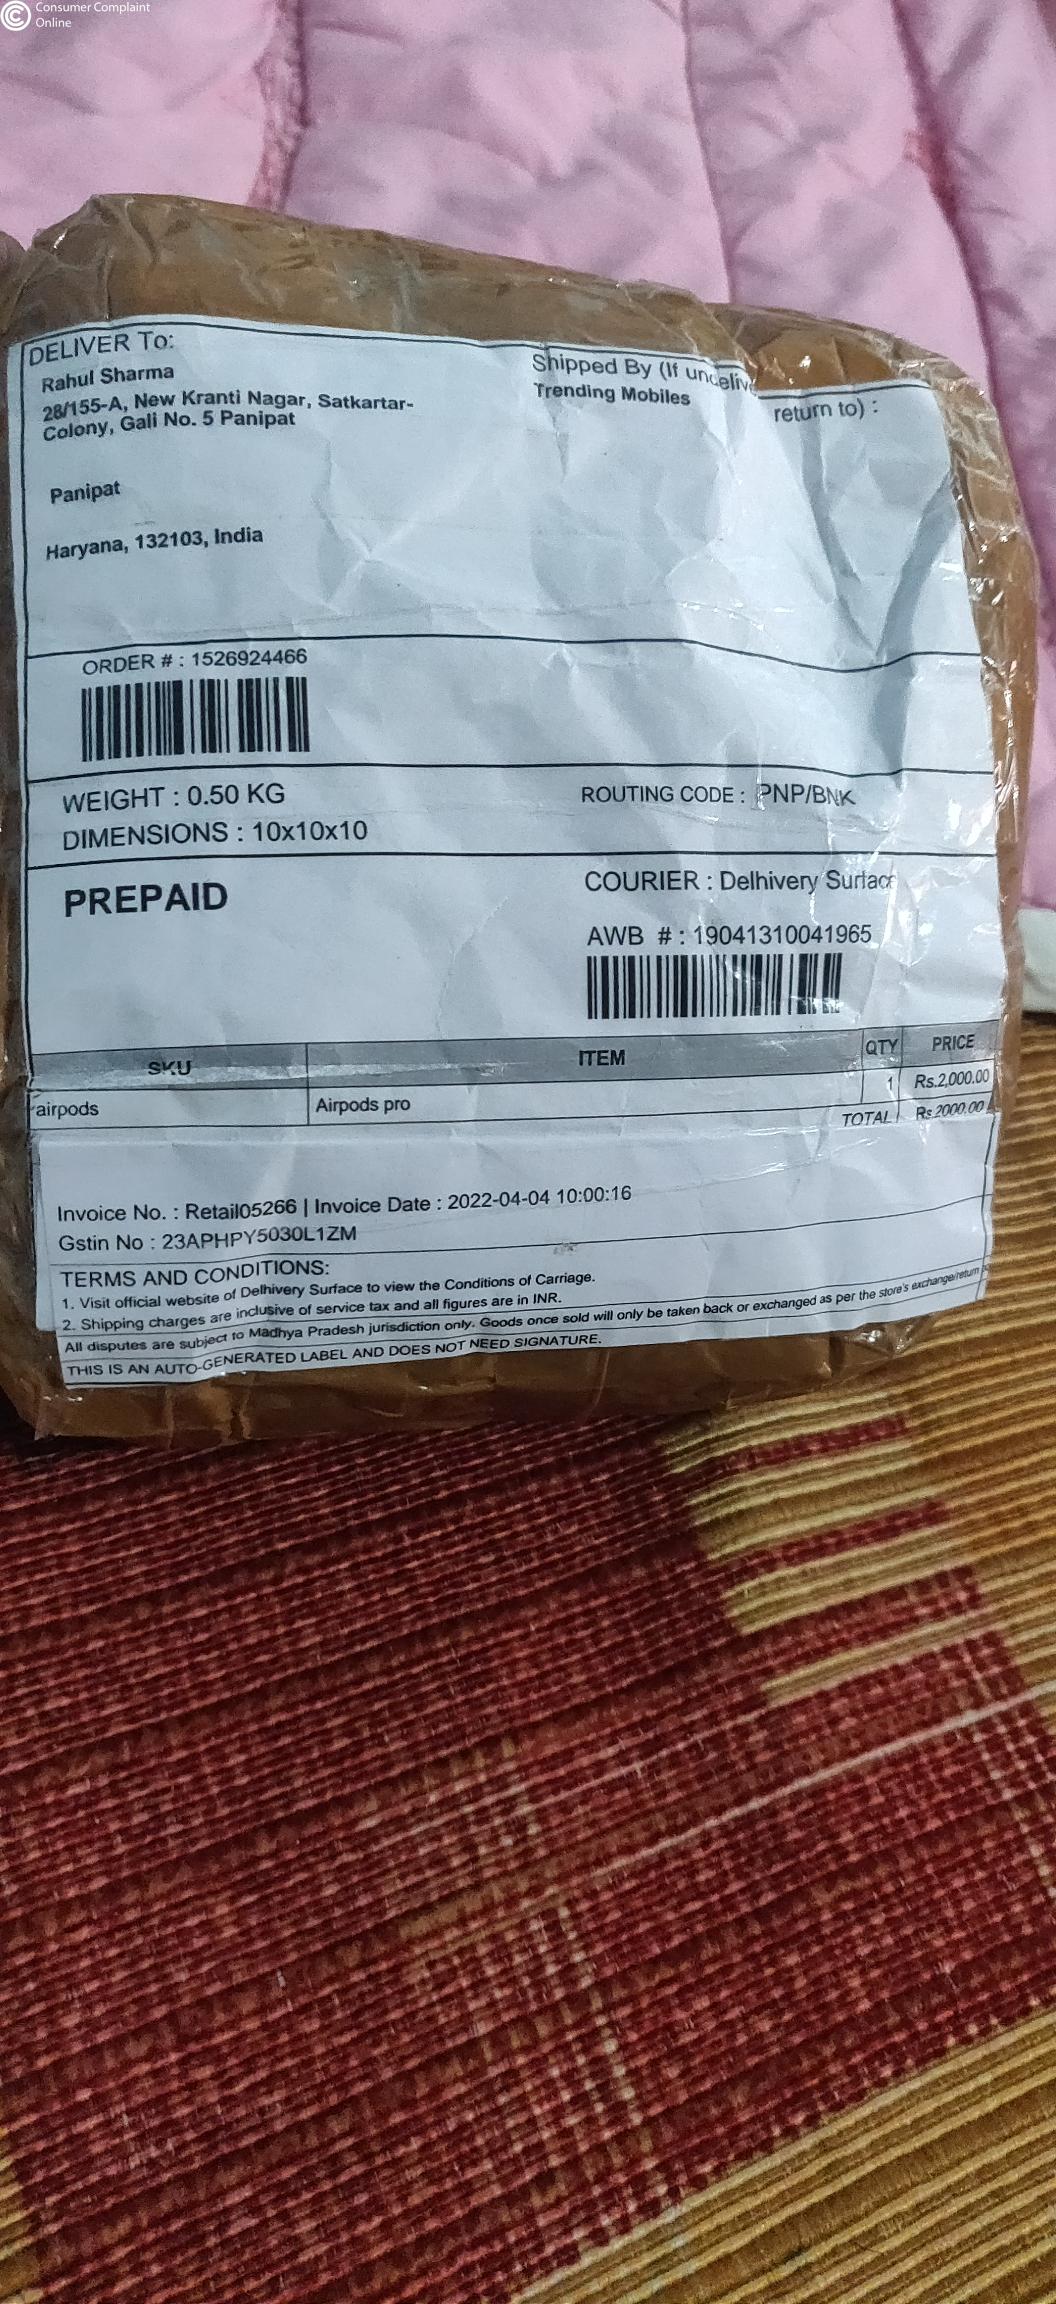 Consumer Complaint
Online
DELIVER To:
Rahul Sharma
28/155-A, New Kranti Nagar, Satkartar-
Colony, Gali No. 5 Panipat
Panipat
Haryana, 132103, India
Shipped By (If undeliv
return to) :
Trending Mobiles
ORDER # : 1526924466
WEIGHT : 0.50 KG
DIMENSIONS : 10x10x10
ROUTING CODE : PNP/BNK
PREPAID
COURIER : Delhivery Surface
AWB # : 19041310041965
SKU ITEM QTY PRICE
airpods Airpods pro 1 Rs.2,000.00
TOTAL Rs.2000.00
Invoice No. : Retail05266 | Invoice Date : 2022-04-04 10:00:16
Gstin No : 23APHPY5030L1ZM
TERMS AND CONDITIONS:
1. Visit official website of Delhivery Surface to view the Conditions of Carriage.
2. Shipping charges are inclusive of service tax and all figures are in INR.
All disputes are subject to Madhya Pradesh jurisdiction only. Goods once sold will only be taken back or exchanged as per the store's exchange/return
THIS IS AN AUTO-GENERATED LABEL AND DOES NOT NEED SIGNATURE.